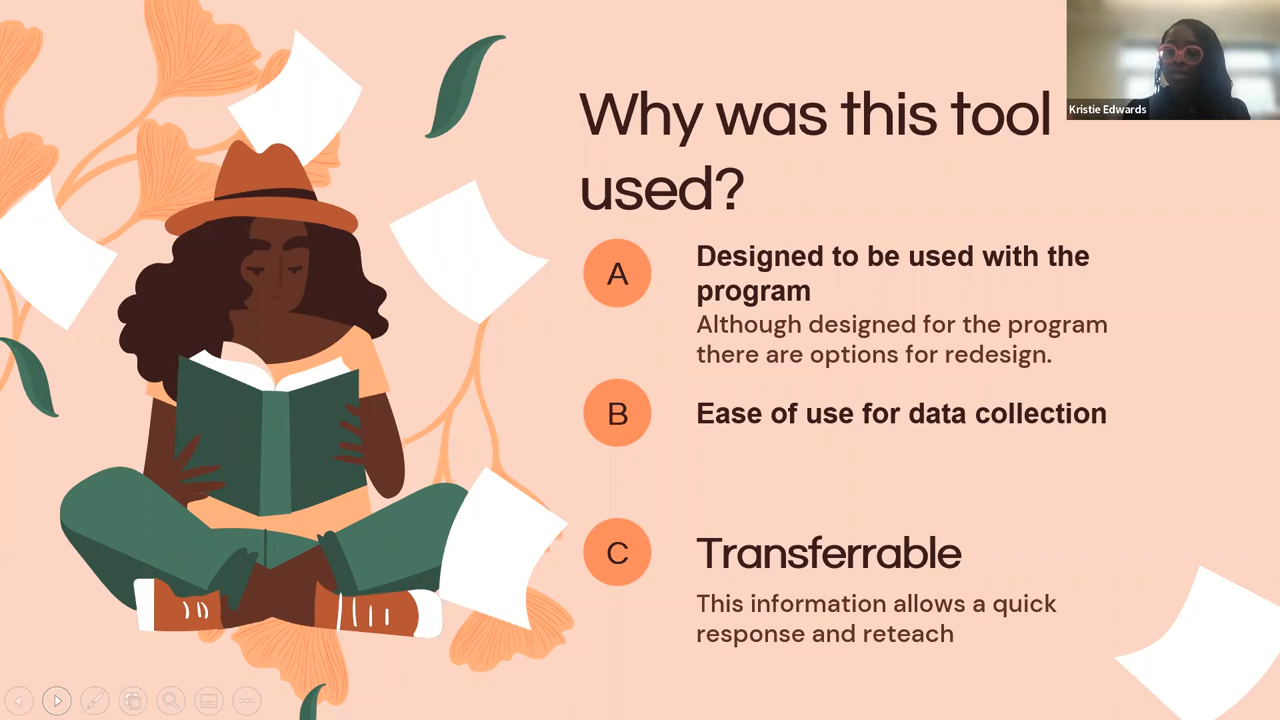 Why was this tool
used?
Kristie Edwards
A
Designed to be used with the
program
Although designed for the program
there are options for redesign.
B
Ease of use for data collection
C
Transferrable
This information allows a quick
response and reteach